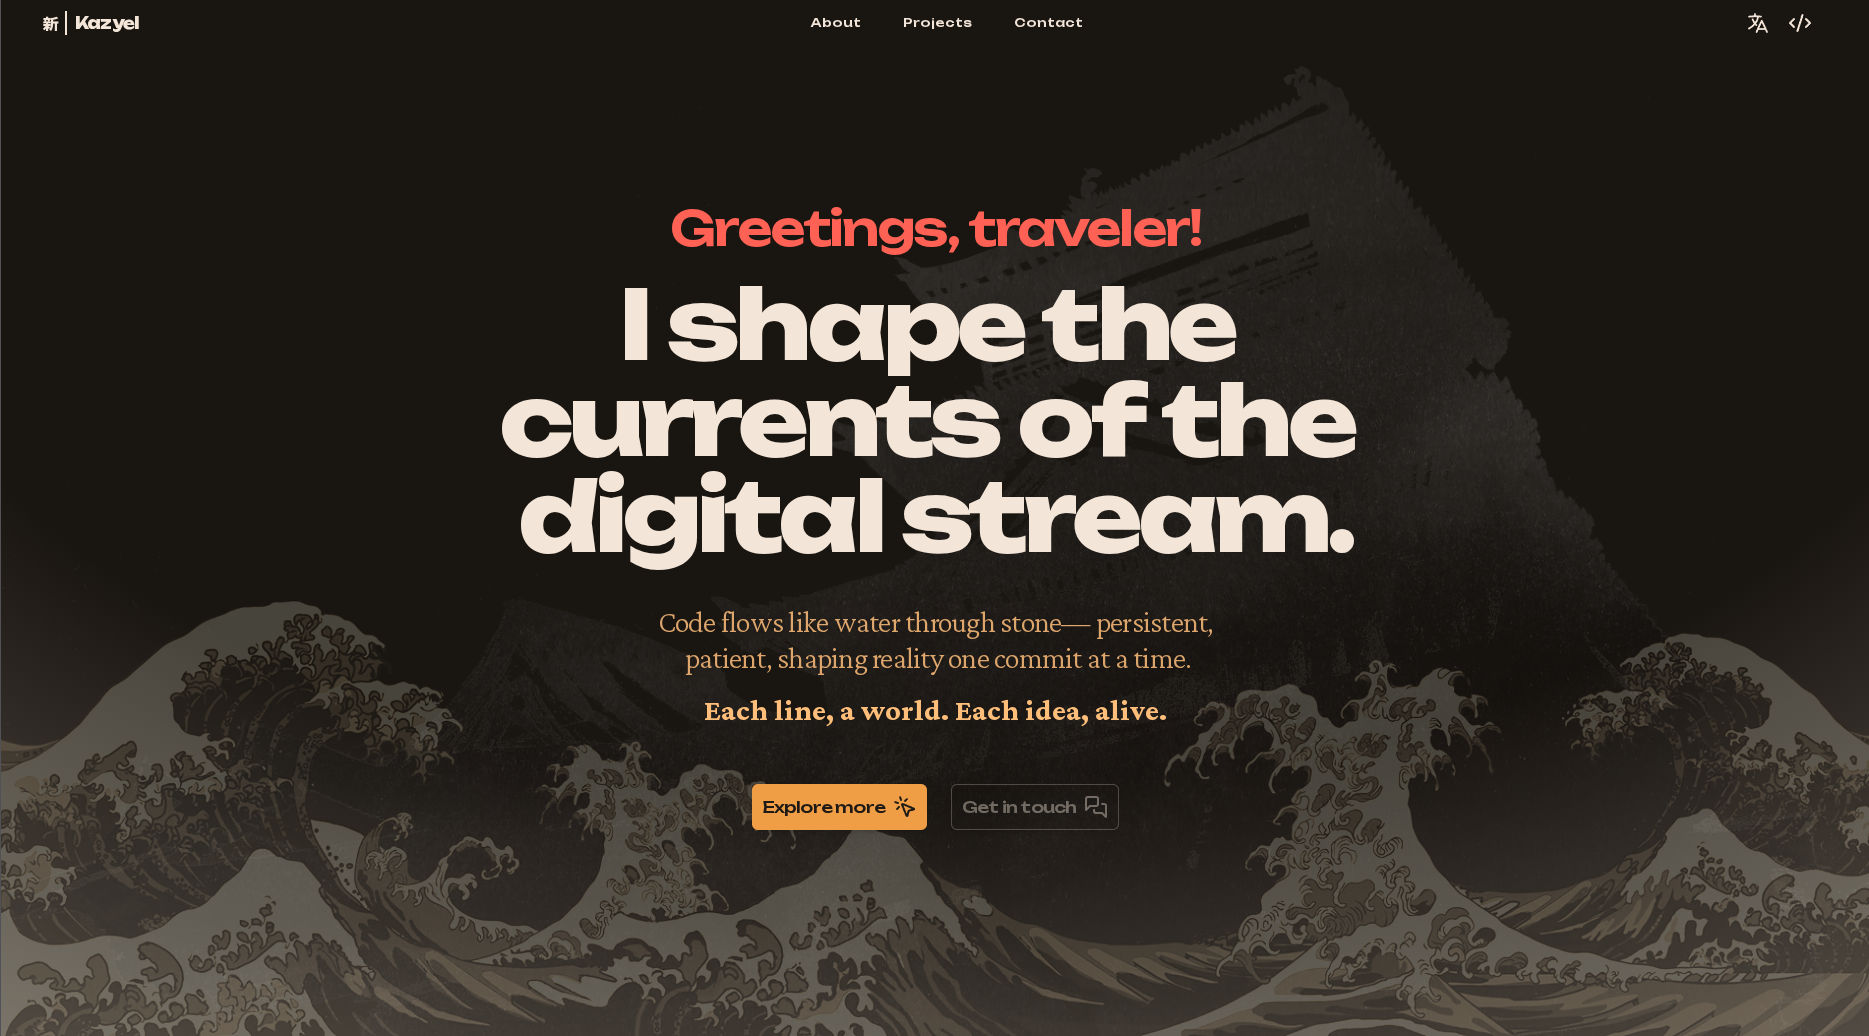 新 | Kazyel
About
Projects
Contact
Greetings, traveler!
I shape the
currents of the
digital stream.
Code flows like water through stone— persistent,
patient, shaping reality one commit at a time.
Each line, a world. Each idea, alive.
Explore more
Get in touch